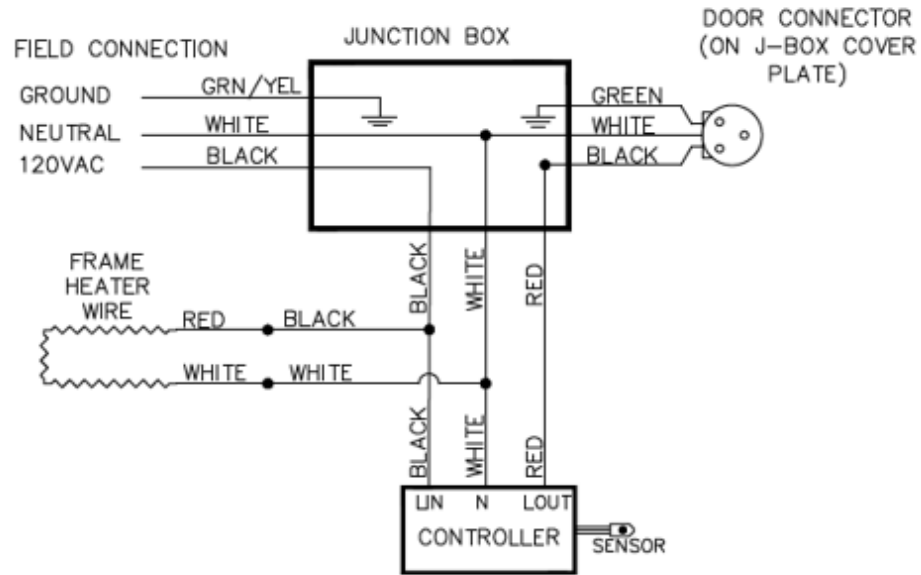 FIELD CONNECTION
JUNCTION BOX
DOOR CONNECTOR
(ON J-BOX COVER
PLATE)
GROUND
GRN/YEL
GREEN
NEUTRAL
WHITE
WHITE
120VAC
BLACK
BLACK
FRAME
HEATER
WIRE
BLACK
WHITE
RED
RED
BLACK
WHITE
WHITE
BLACK
WHITE
RED
LIN
N
LOUT
CONTROLLER
SENSOR